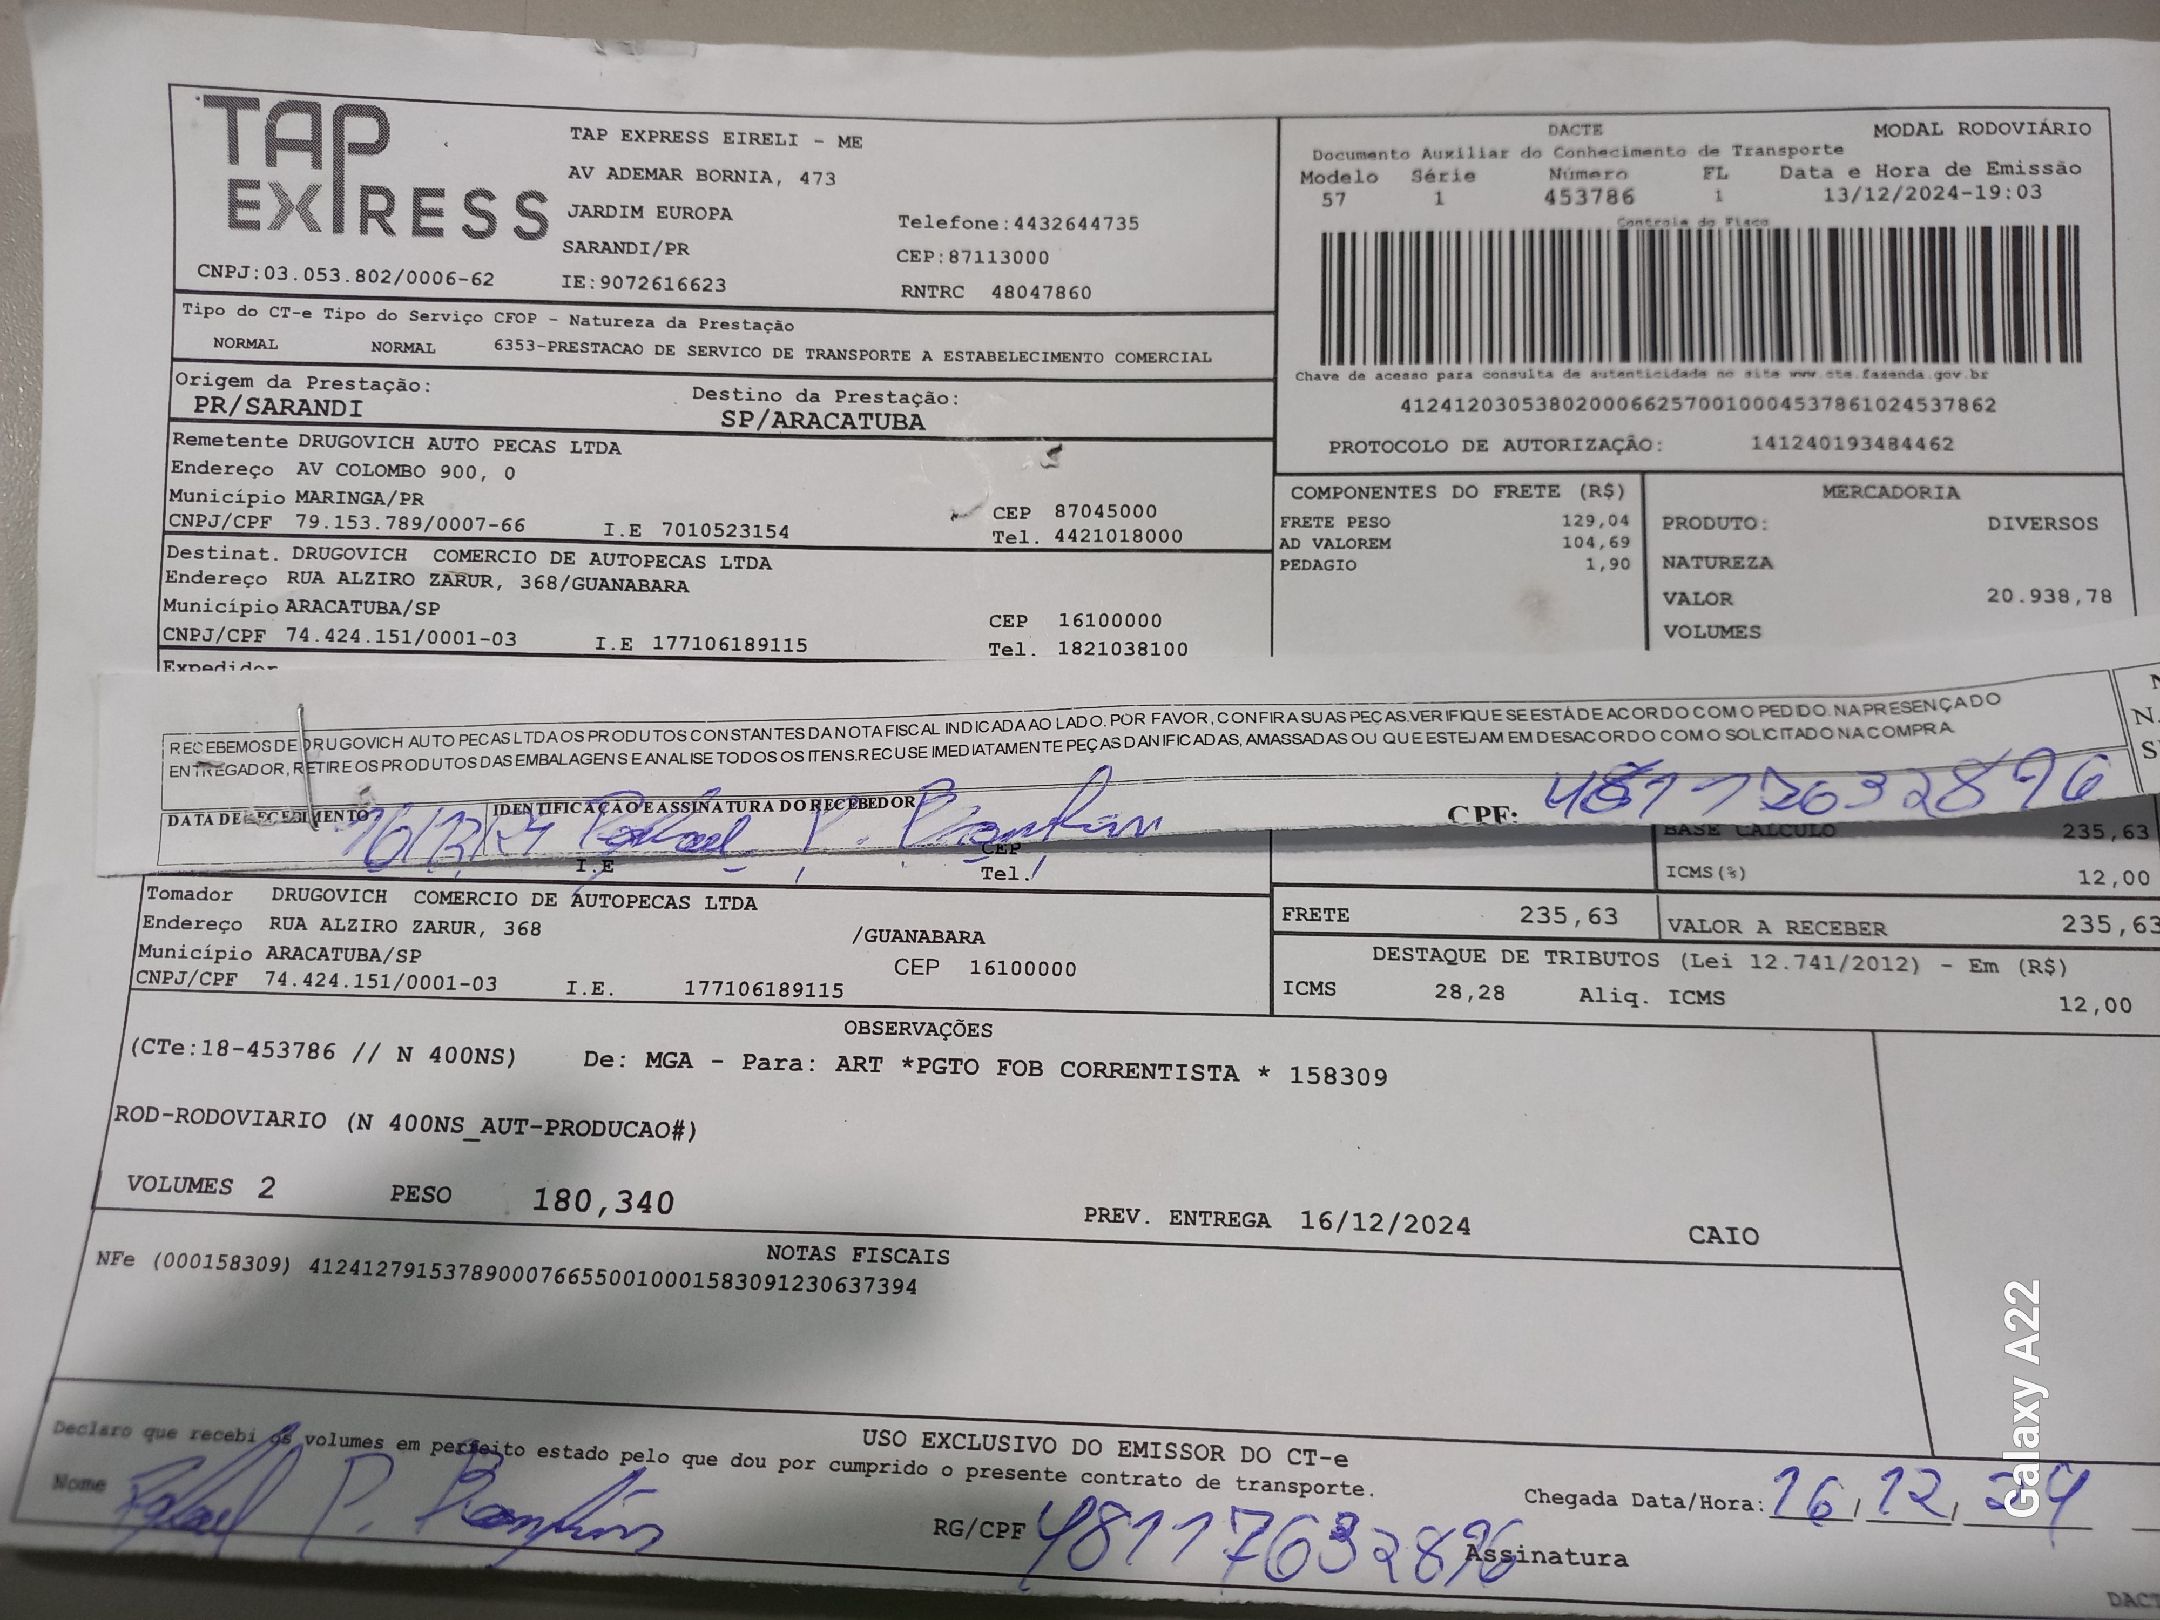 TAP
EXPRESS
TAP EXPRESS EIRELI - ME
AV ADEMAR BORNIA, 473
JARDIM EUROPA
Telefone:4432644735
SARANDI/PR
CEP:87113000
CNPJ:03.053.802/0006-62
IE:9072616623
RNTRC 48047860
DACTE
MODAL RODOVIÁRIO
Documento Auxiliar do Conhecimento de Transporte
Modelo Série Número FL Data e Hora de Emissão
57 1 453786 1 13/12/2024-19:03
Controle do Fisco
Chave de acesso para consulta de autenticidade no site www.cte.fazenda.gov.br
41241203053802000662570010004537861024537862
PROTOCOLO DE AUTORIZAÇÃO: 141240193484462
Tipo do CT-e Tipo do Serviço CFOP - Natureza da Prestação
NORMAL NORMAL 6353-PRESTACAO DE SERVICO DE TRANSPORTE A ESTABELECIMENTO COMERCIAL
Origem da Prestação: Destino da Prestação:
PR/SARANDI SP/ARACATUBA
Remetente DRUGOVICH AUTO PECAS LTDA
Endereço AV COLOMBO 900, 0
Município MARINGA/PR CEP 87045000
CNPJ/CPF 79.153.789/0007-66 I.E 7010523154 Tel. 4421018000
Destinat. DRUGOVICH COMERCIO DE AUTOPECAS LTDA
Endereço RUA ALZIRO ZARUR, 368/GUANABARA
Município ARACATUBA/SP CEP 16100000
CNPJ/CPF 74.424.151/0001-03 I.E 177106189115 Tel. 1821038100
Expedidor
COMPONENTES DO FRETE (R$)
FRETE PESO 129,04
AD VALOREM 104,69
PEDAGIO 1,90
MERCADORIA
PRODUTO: DIVERSOS
NATUREZA
VALOR 20.938,78
VOLUMES
RECEBEMOS DE DRUGOVICH AUTO PECAS LTDA OS PRODUTOS CONSTANTES DA NOTA FISCAL INDICADA AO LADO. POR FAVOR, CONFIRA SUAS PEÇAS.VERIFIQUE SE ESTÁ DE ACORDO COM O PEDIDO. NA PRESENÇA DO
ENTREGADOR, RETIRE OS PRODUTOS DAS EMBALAGENS E ANALISE TODOS OS ITENS.RECUSE IMEDIATAMENTE PEÇAS DANIFICADAS, AMASSADAS OU QUE ESTEJAM EM DESACORDO COM O SOLICITADO NA COMPRA.
DATA DE RECEBIMENTO IDENTIFICAÇÃO E ASSINATURA DO RECEBEDOR CPF: 48117632896
16/12/24 Rafael P.
I.E CEP
Tel.
BASE CALCULO 235,63
ICMS(%) 12,00
FRETE 235,63 VALOR A RECEBER 235,63
Tomador DRUGOVICH COMERCIO DE AUTOPECAS LTDA
Endereço RUA ALZIRO ZARUR, 368 /GUANABARA
Município ARACATUBA/SP CEP 16100000
CNPJ/CPF 74.424.151/0001-03 I.E. 177106189115
DESTAQUE DE TRIBUTOS (Lei 12.741/2012) - Em (R$)
ICMS 28,28 Aliq. ICMS 12,00
OBSERVAÇÕES
(CTe:18-453786 // N 400NS) De: MGA - Para: ART *PGTO FOB CORRENTISTA * 158309
ROD-RODOVIARIO (N 400NS_AUT-PRODUCAO#)
VOLUMES 2 PESO 180,340 PREV. ENTREGA 16/12/2024 CAIO
NOTAS FISCAIS
NFe (000158309) 41241279153789000766550010001583091230637394
USO EXCLUSIVO DO EMISSOR DO CT-e
Declaro que recebi os volumes em perfeito estado pelo que dou por cumprido o presente contrato de transporte.
Nome Rafael P. RG/CPF 48117632896 Assinatura
Chegada Data/Hora: 16/12/24
Galaxy A22